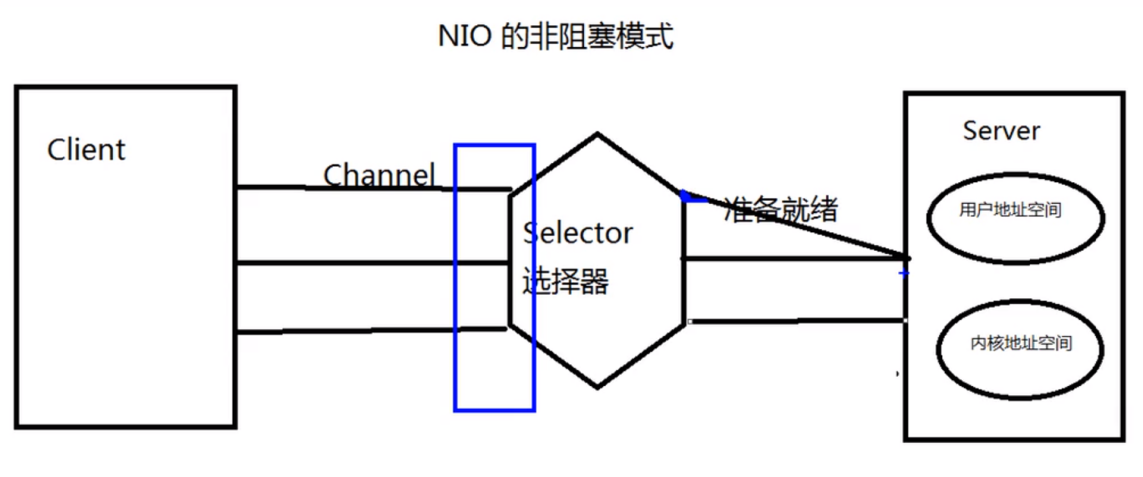 NIO 的非阻塞模式
Client
Channel
Selector
选择器
准备就绪
Server
用户地址空间
内核地址空间